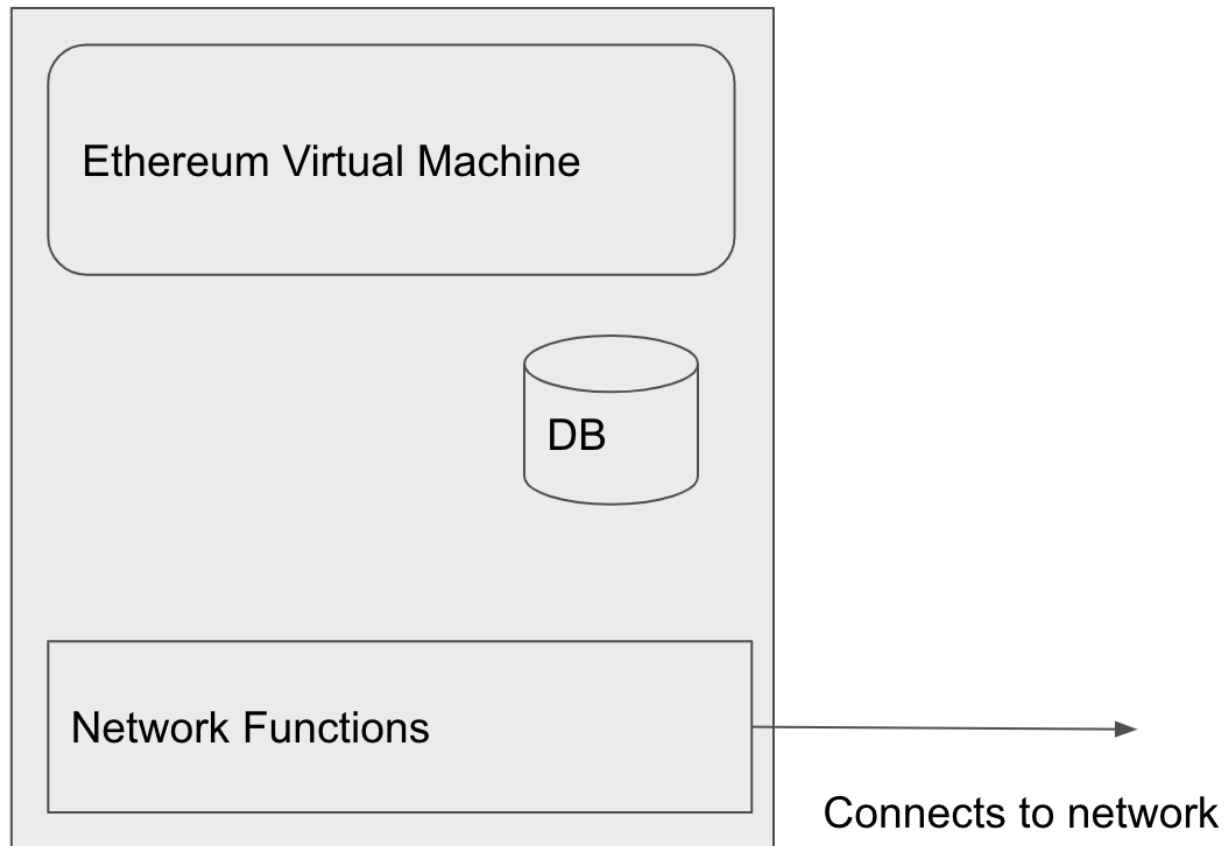 Ethereum Virtual Machine
DB
Network Functions
Connects to network